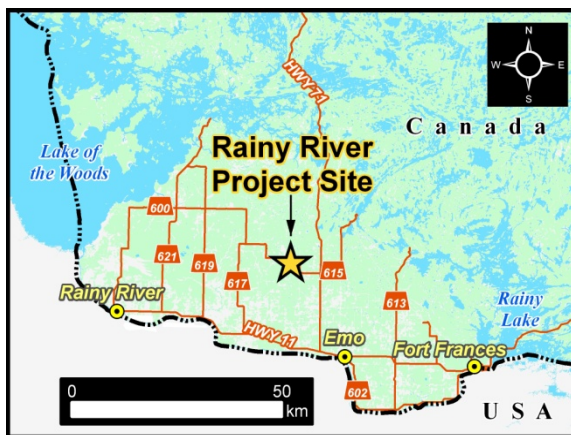 N
W E
S
HWY 71
Canada
Lake of
the Woods
Rainy River
Project Site
600
621
619
617
615
613
Rainy River
Rainy
Lake
HWY 11
Emo
Fort Frances
602
0 50
km
USA